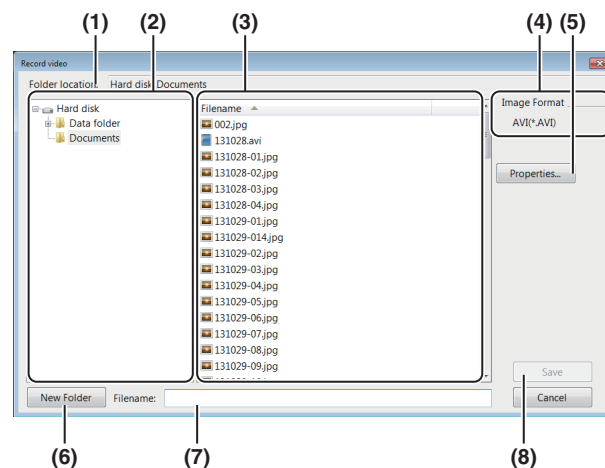 (1) (2) (3) (4) (5)
Record video
Folder location: Hard disk Documents
Hard disk
Data folder
Documents
Filename
002.jpg
131028.avi
131028-01.jpg
131028-02.jpg
131028-03.jpg
131028-04.jpg
131029-01.jpg
131029-014.jpg
131029-02.jpg
131029-03.jpg
131029-04.jpg
131029-05.jpg
131029-06.jpg
131029-07.jpg
131029-08.jpg
131029-09.jpg
Image Format
AVI(*.AVI)
Properties...
Save
New Folder Filename: Cancel
(6) (7) (8)